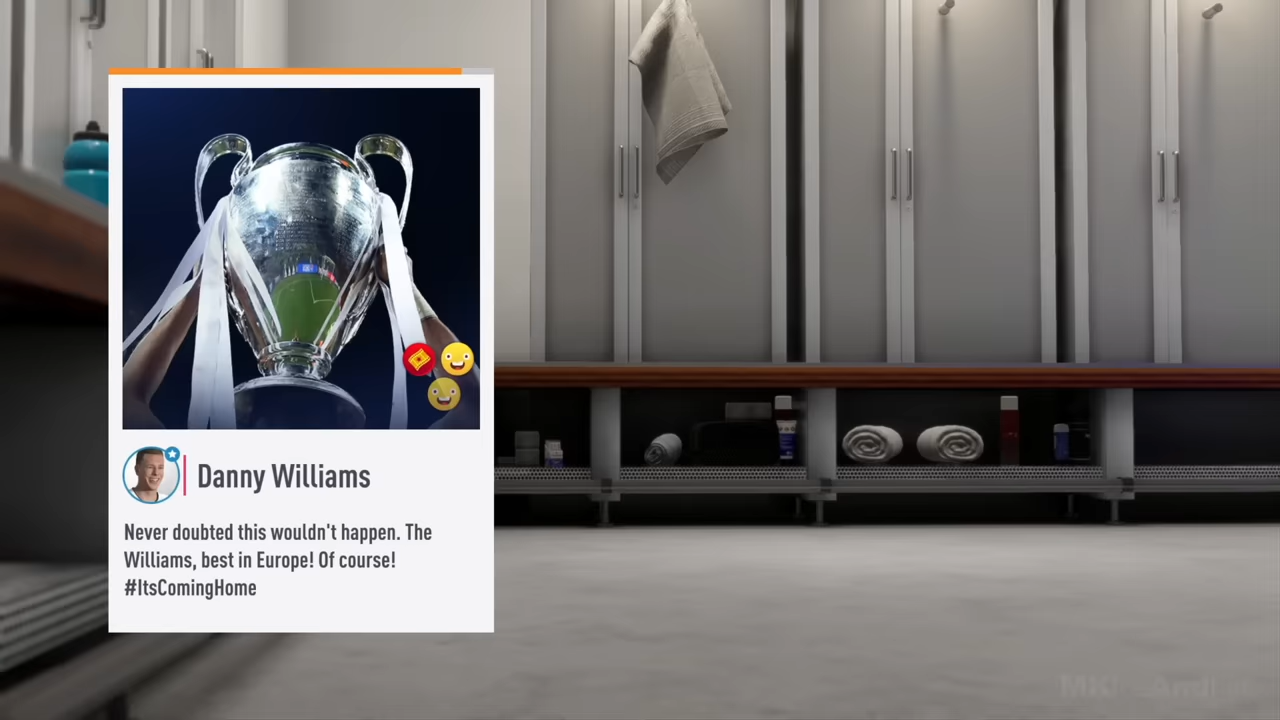 Danny Williams
Never doubted this wouldn't happen. The
Williams, best in Europe! Of course!
#ItsComingHome